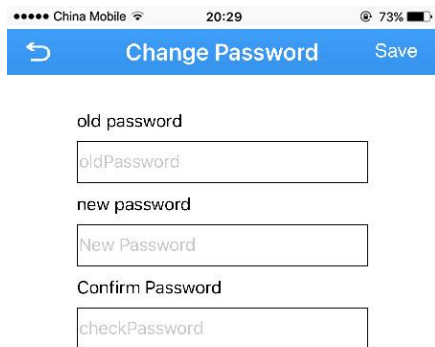 China Mobile 20:29 73%
Change Password Save
old password
oldPassword
new password
New Password
Confirm Password
checkPassword